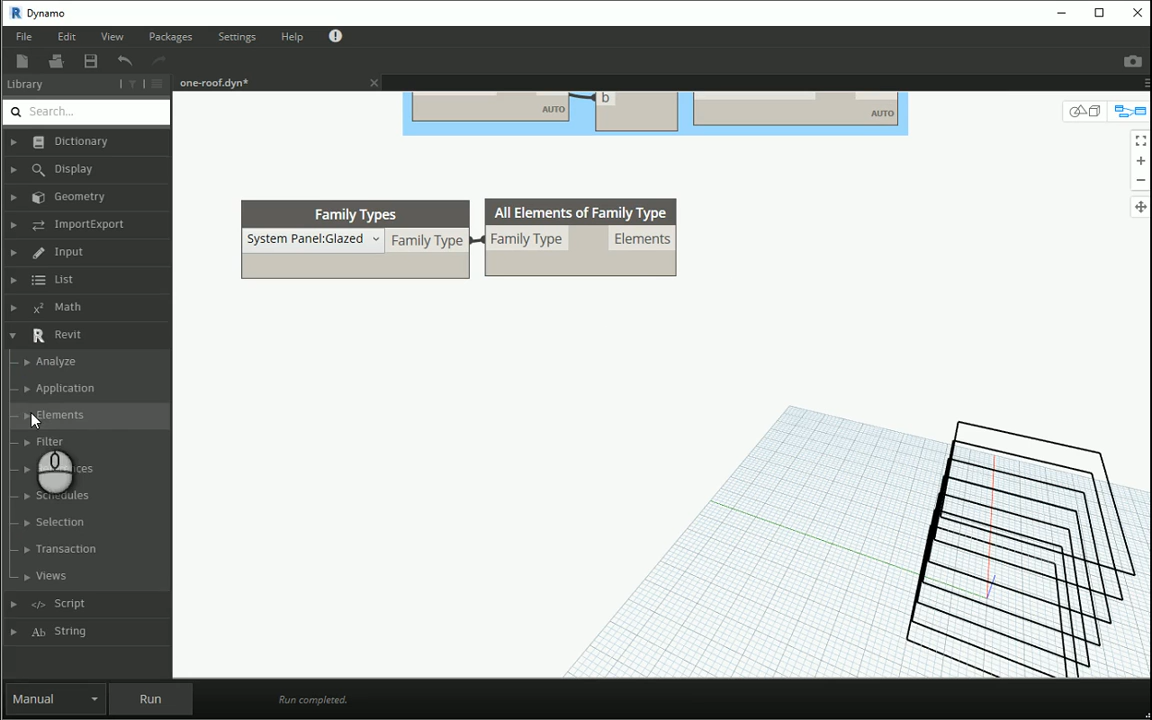 Dynamo
File Edit View Packages Settings Help
Library
one-roof.dyn*
Search...
b
AUTO
AUTO
Dictionary
Display
Geometry
ImportExport
Input
List
Math
Revit
Analyze
Application
Elements
Filter
Schedules
Selection
Transaction
Views
Script
String
Family Types
System Panel:Glazed
Family Type
All Elements of Family Type
Family Type
Elements
Manual
Run
Run completed.